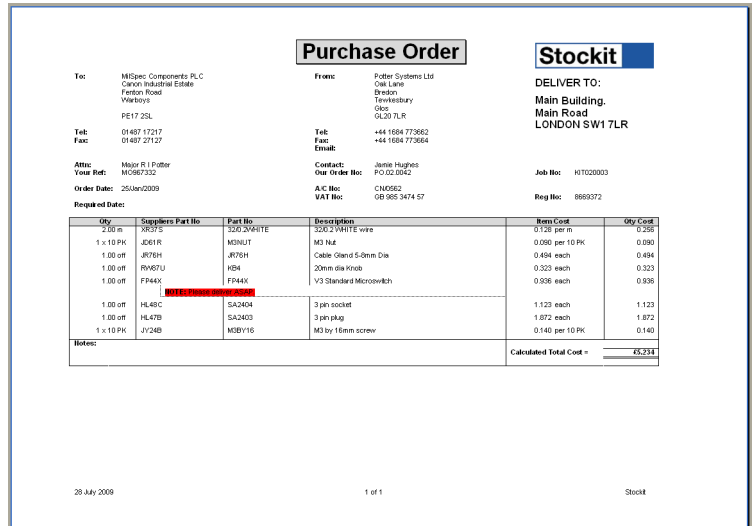 Purchase Order
Stockit
To: MilSpec Components PLC
Canon Industrial Estate
Fenton Road
Warboys
PE17 2SL
From: Potter Systems Ltd
Oak Lane
Bredon
Tewkesbury
Glos
GL20 7LR
DELIVER TO:
Main Building.
Main Road
LONDON SW1 7LR
Tel: 01487 17217
Fax: 01487 27127
Tel: +44 1684 773662
Fax: +44 1684 773664
Email:
Attn: Major R I Potter
Your Ref: MO967332
Contact: Jamie Hughes
Our Order No: PO.02.0042
Job No: KIT020003
Order Date: 25/Jan/2009
A/C No: CN/0562
VAT No: GB 985 3474 57
Reg No: 8669372
Required Date:
Qty Suppliers Part No Part No Description Item Cost Qty Cost
2.00 m XR37S 32/0.2WHITE 32/0.2 WHITE wire 0.128 per m 0.256
1 x 10 PK JD61R M3NUT M3 Nut 0.090 per 10 PK 0.090
1.00 off JR76H JR76H Cable Gland 5-8mm Dia 0.494 each 0.494
1.00 off RW87U KB4 20mm dia Knob 0.323 each 0.323
1.00 off FP44X FP44X V3 Standard Microswitch 0.936 each 0.936
NOTE: Please deliver ASAP
1.00 off HL48C SA2404 3 pin socket 1.123 each 1.123
1.00 off HL47B SA2403 3 pin plug 1.872 each 1.872
1 x 10 PK JY24B M3BY16 M3 by 16mm screw 0.140 per 10 PK 0.140
Notes:
Calculated Total Cost = £5.234
28 July 2009 1 of 1 Stockit